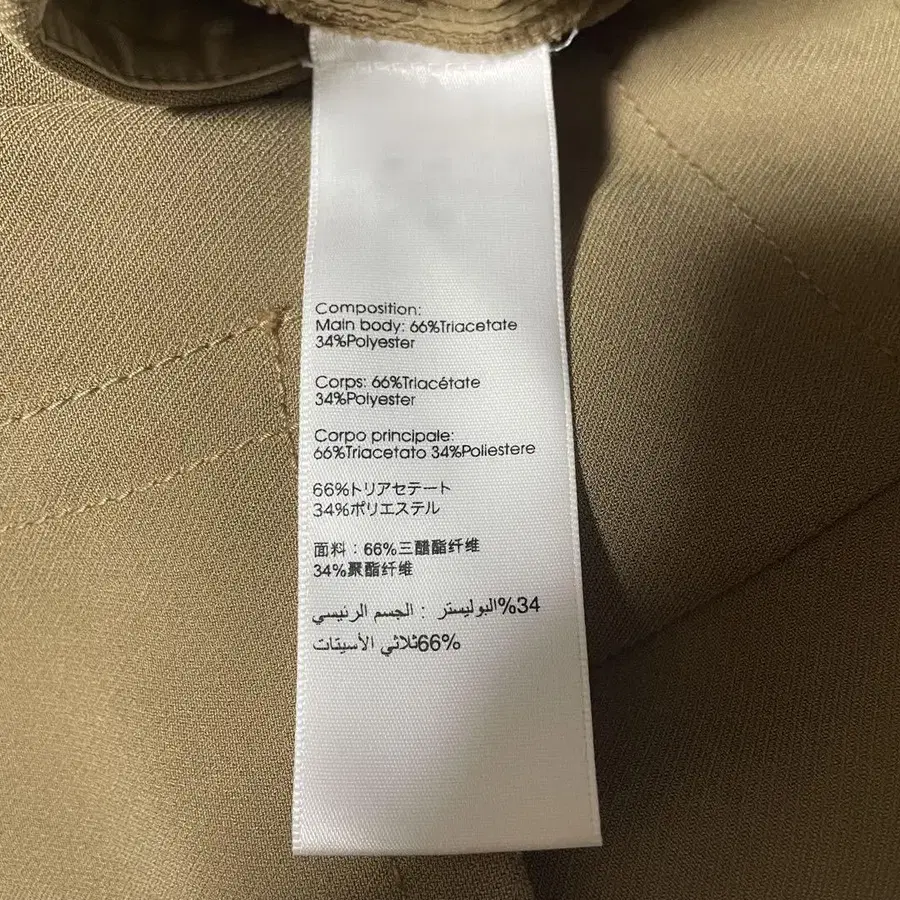 Composition:
Main body: 66%Triacetate
34%Polyester
Corps: 66%Triacétate
34%Polyester
Corpo principale:
66%Triacetato 34%Poliestere
66%トリアセテート
34%ポリエステル
面料：66%三醋酯纤维
34%聚酯纤维
34%البوليستر : الجسم الرئيسي
66%ثلاثي الأسيتات